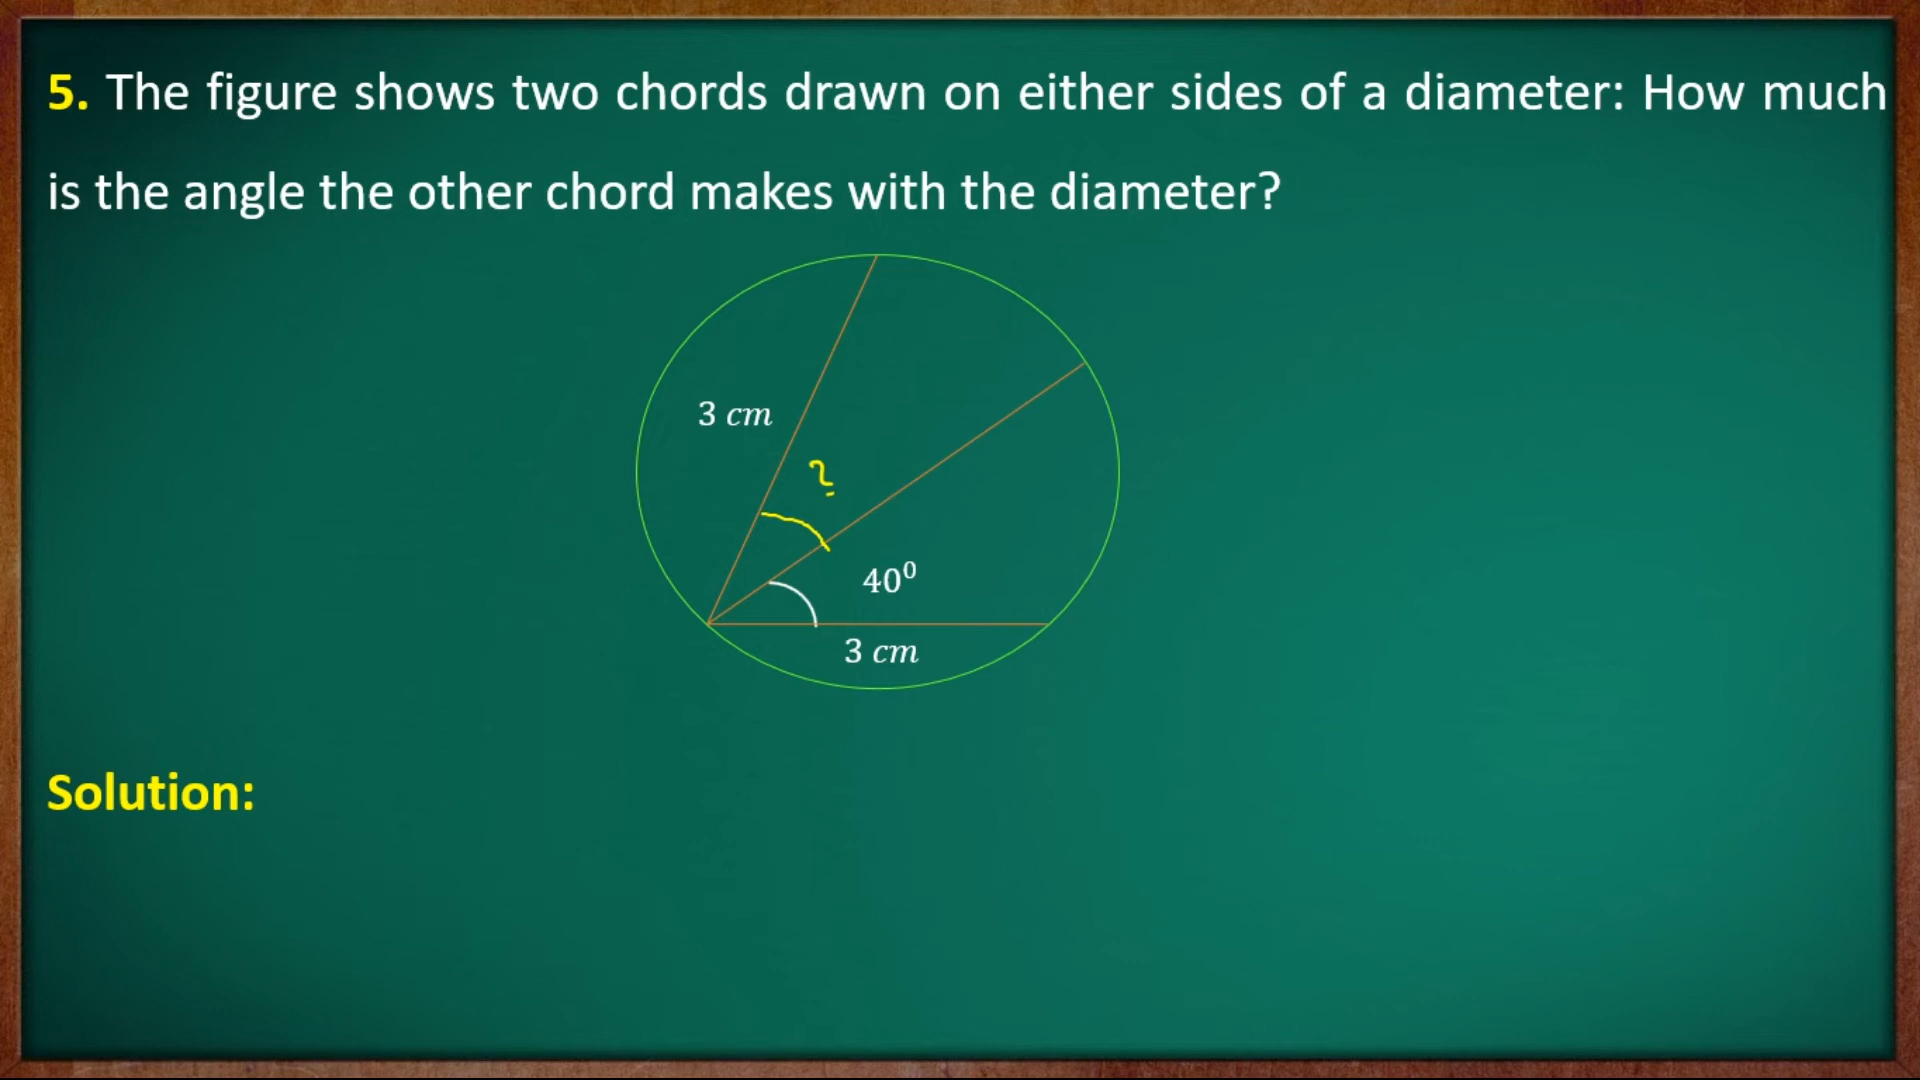 5. The figure shows two chords drawn on either sides of a diameter: How much
is the angle the other chord makes with the diameter?
3 cm
?
40⁰
3 cm
Solution: